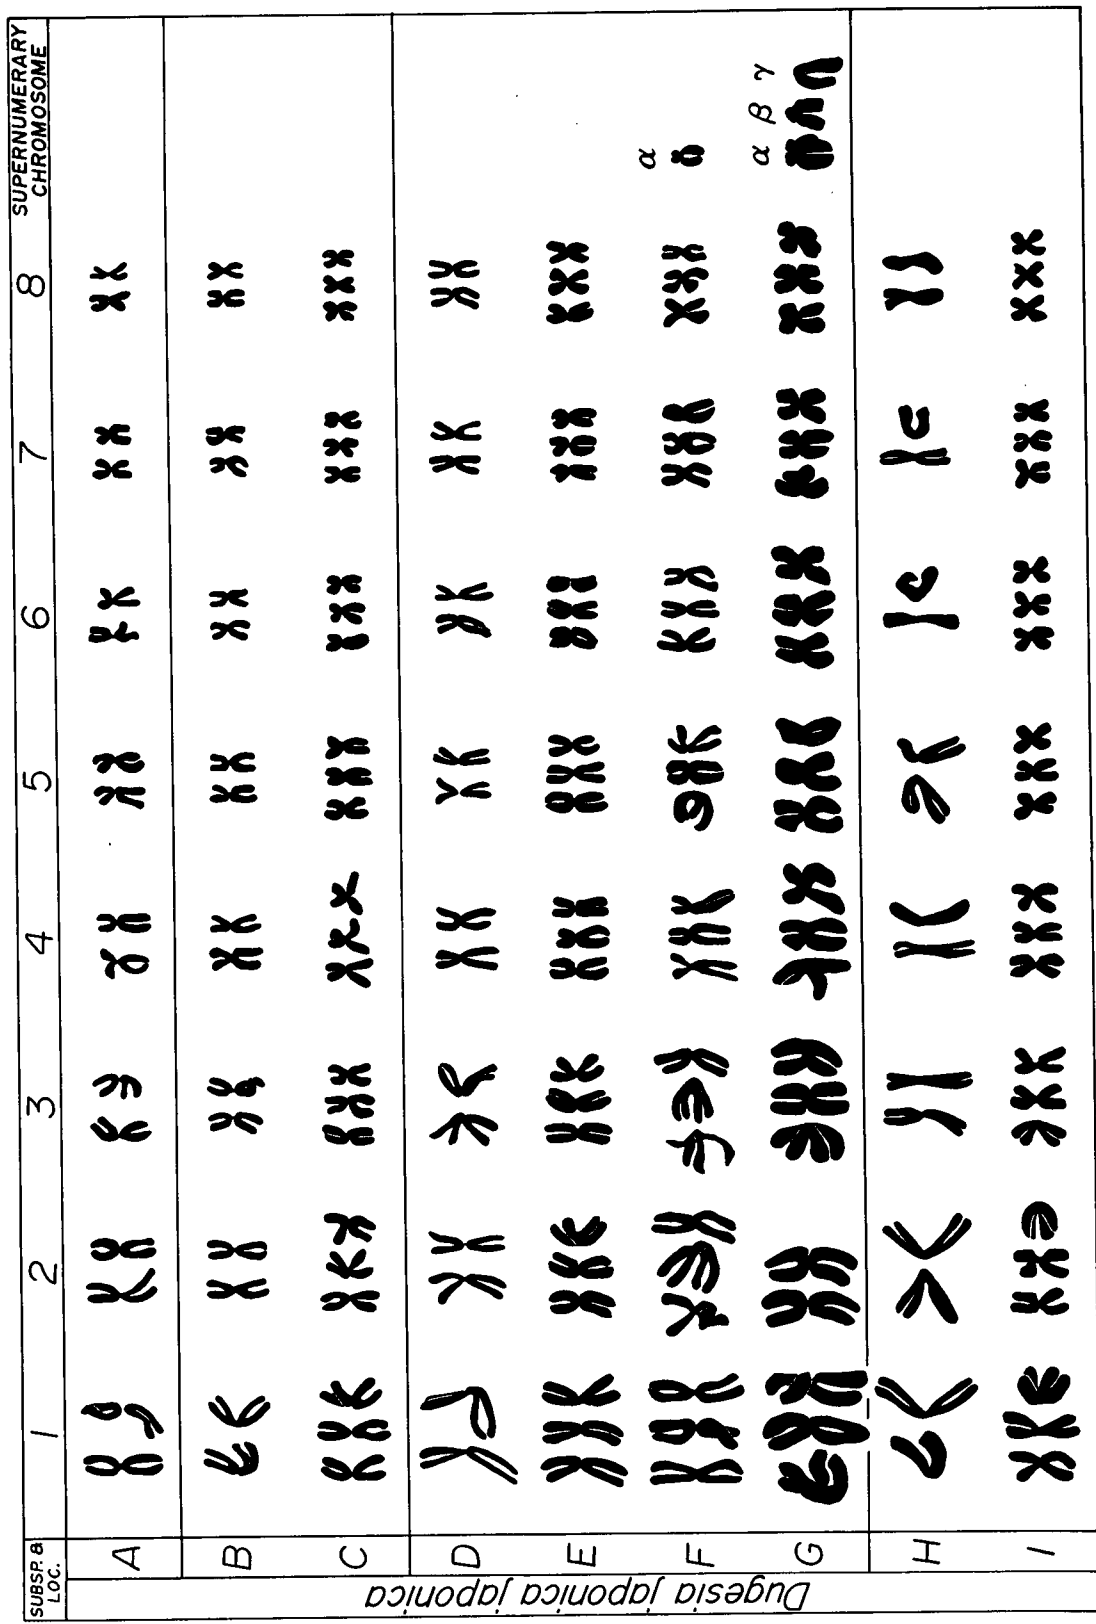 SUBSP. &
LOC.
1 2 3 4 5 6 7 8
SUPERNUMERARY
CHROMOSOME
Dugesia japonica japonica
A
B
C
D
E
F
α
G
α β γ
H
I